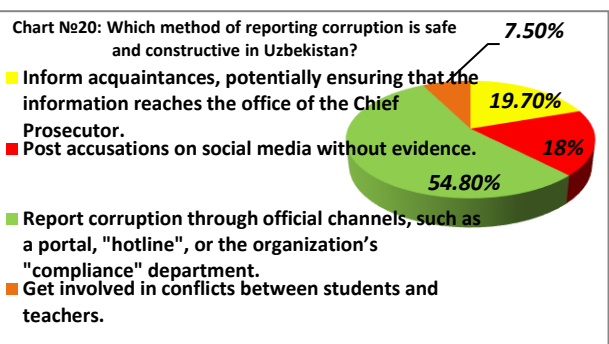 Chart №20: Which method of reporting corruption is safe
and constructive in Uzbekistan?
7.50%
Inform acquaintances, potentially ensuring that the
information reaches the office of the Chief
Prosecutor.
19.70%
Post accusations on social media without evidence.
18%
54.80%
Report corruption through official channels, such as
a portal, "hotline", or the organization’s
"compliance" department.
Get involved in conflicts between students and
teachers.